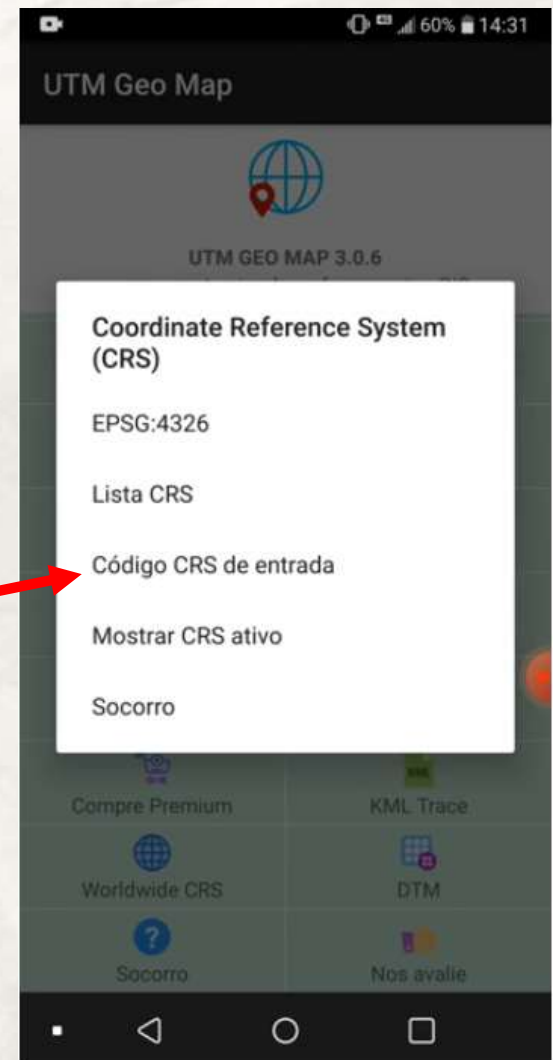 60% 14:31
UTM Geo Map
UTM GEO MAP 3.0.6
Coordinate Reference System
(CRS)
EPSG:4326
Lista CRS
Código CRS de entrada
Mostrar CRS ativo
Socorro
Compre Premium
KML Trace
Worldwide CRS
DTM
Socorro
Nos avalie